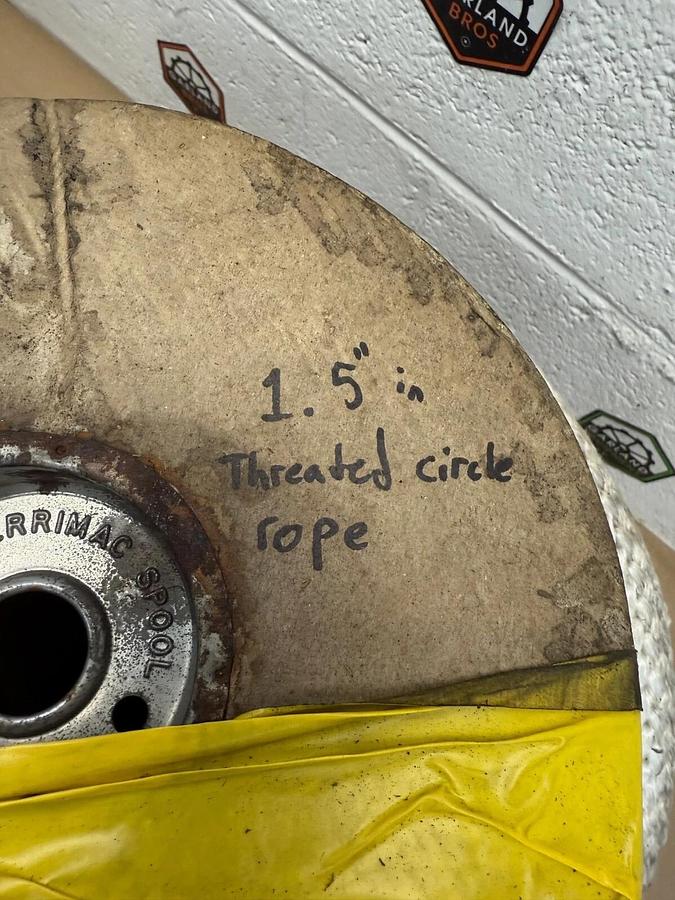 RLAND
BROS
1.5" in
Threated circle
rope
RRIMAC SPOOL